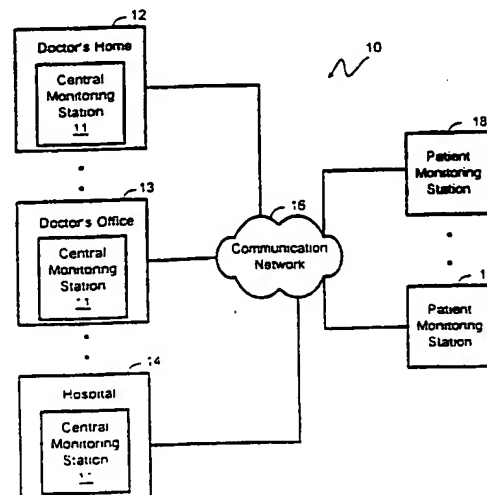 12
Doctor's Home
Central
Monitoring
Station
11
13
Doctor's Office
Central
Monitoring
Station
11
14
Hospital
Central
Monitoring
Station
10
16
Communication
Network
18
Patient
Monitoring
Station
Patient
Monitoring
Station